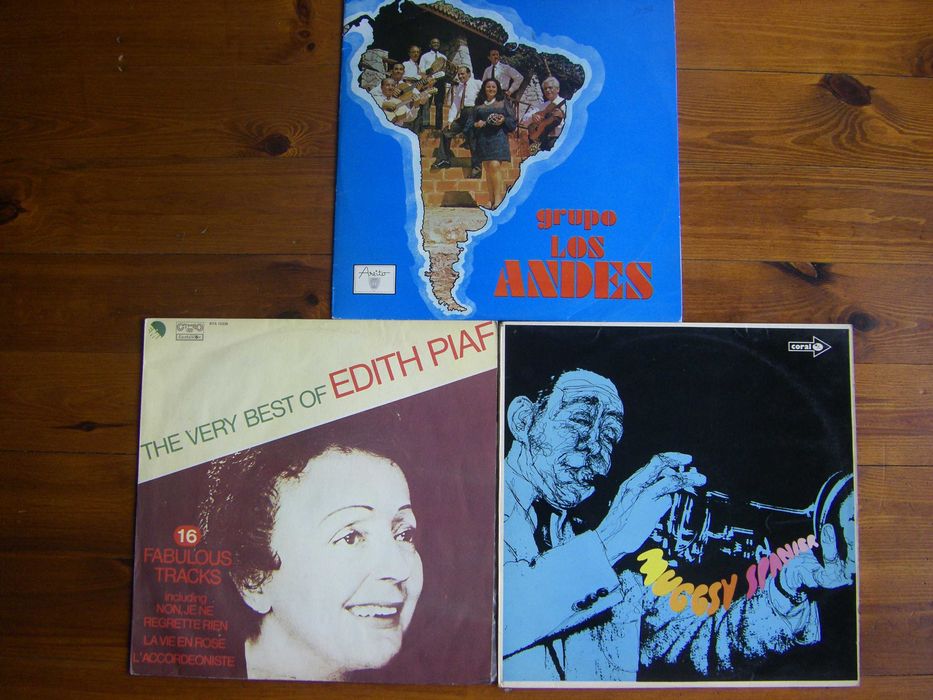 grupo
LOS
ANDES
Areito
THE VERY BEST OF EDITH PIAF
16
FABULOUS
TRACKS
including
NON, JE NE
REGRETTE RIEN
LA VIE EN ROSE
L'ACCORDEONISTE
coral
MUGGSY SPANIER